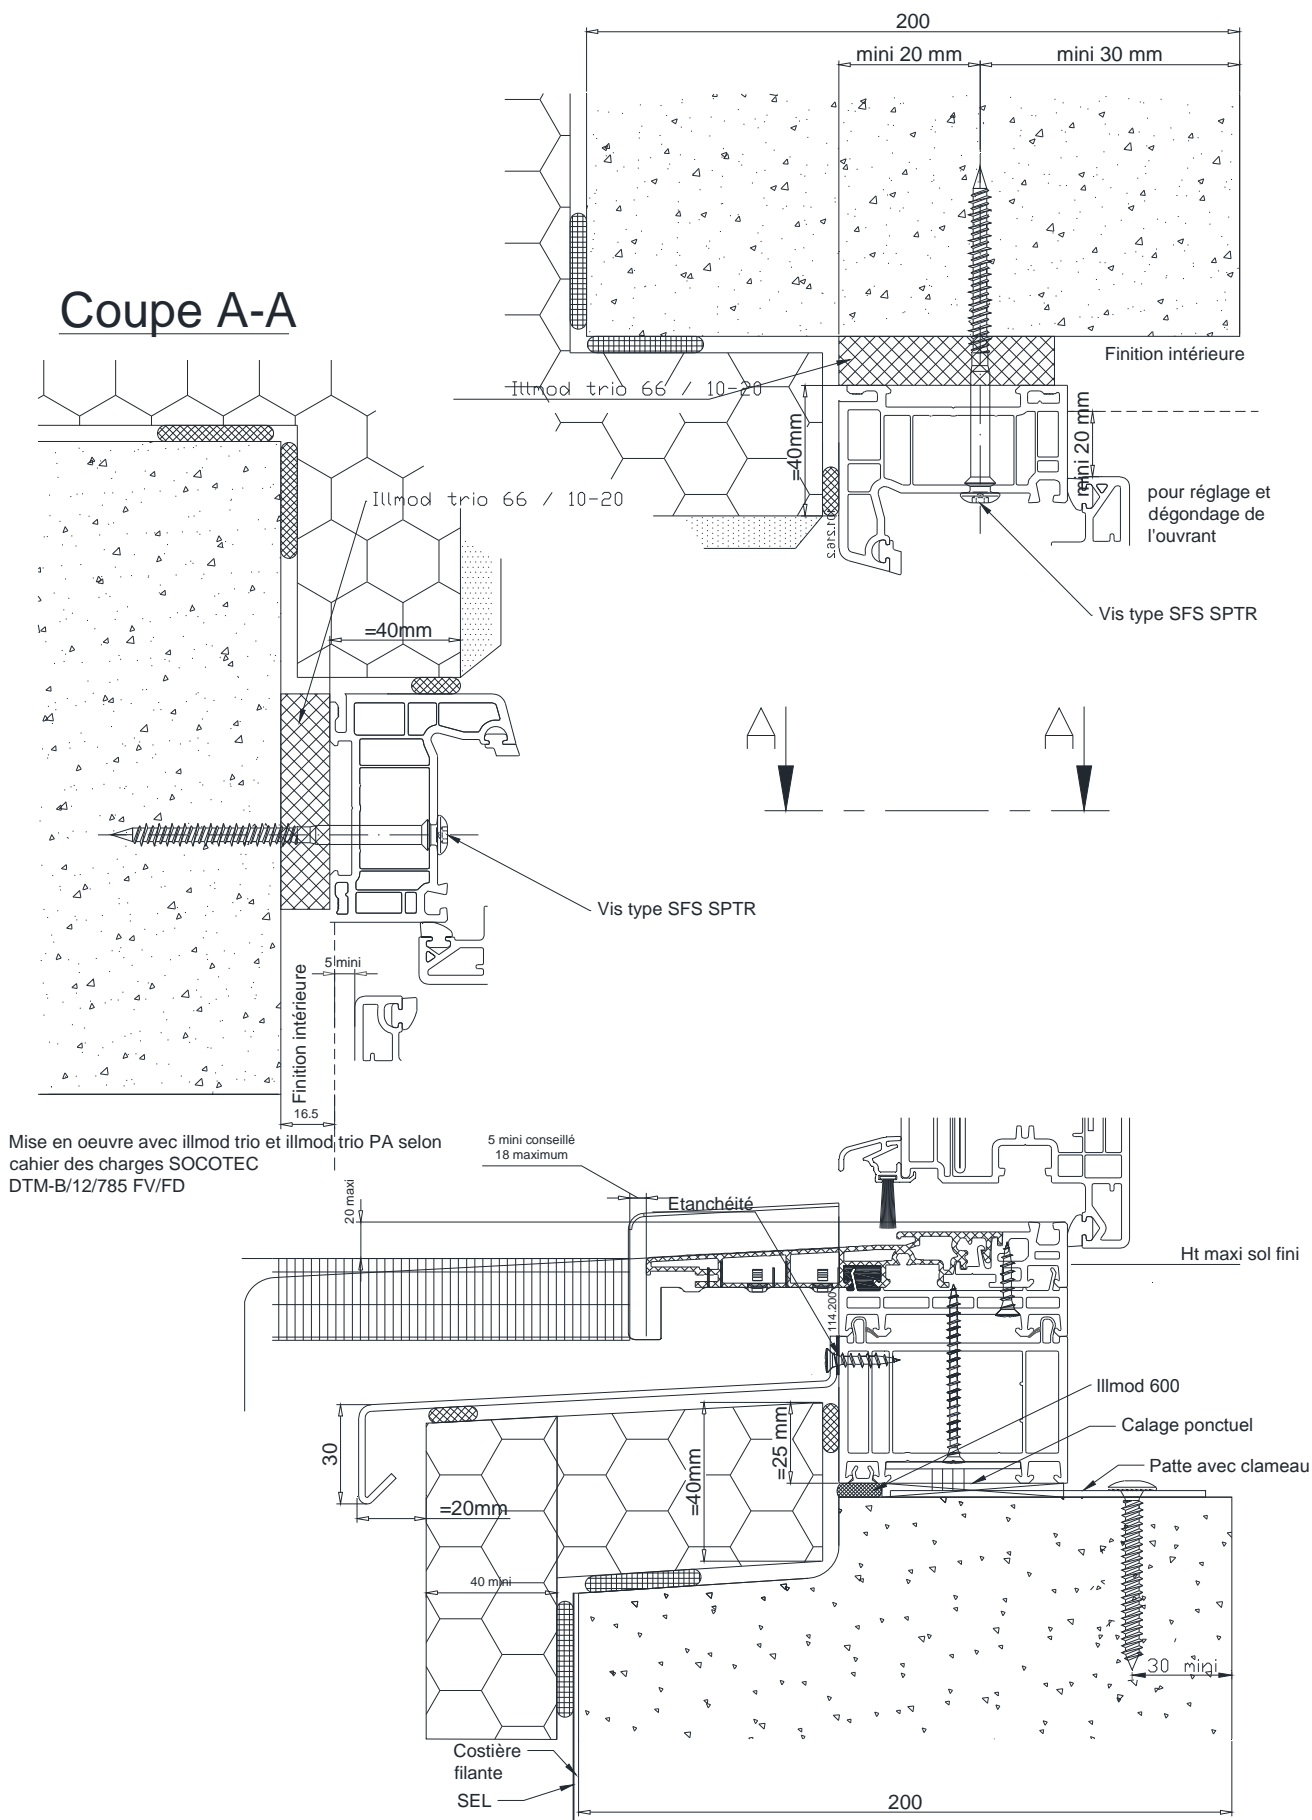 200
mini 20 mm
mini 30 mm
Coupe A-A
Finition intérieure
Illmod trio 66 / 10-20
=40mm
mini 20 mm
Illmod trio 66 / 10-20
pour réglage et
dégondage de
l'ouvrant
Vis type SFS SPTR
=40mm
A
A
Vis type SFS SPTR
5 mini
Finition intérieure
16.5
Mise en oeuvre avec illmod trio et illmod trio PA selon
cahier des charges SOCOTEC
DTM-B/12/785 FV/FD
5 mini conseillé
18 maximum
20 maxi
Etanchéité
Ht maxi sol fini
114.200
Illmod 600
Calage ponctuel
Patte avec clameau
30
=20mm
=40mm
=25 mm
40 mini
30 mini
Costière
filante
SEL
200